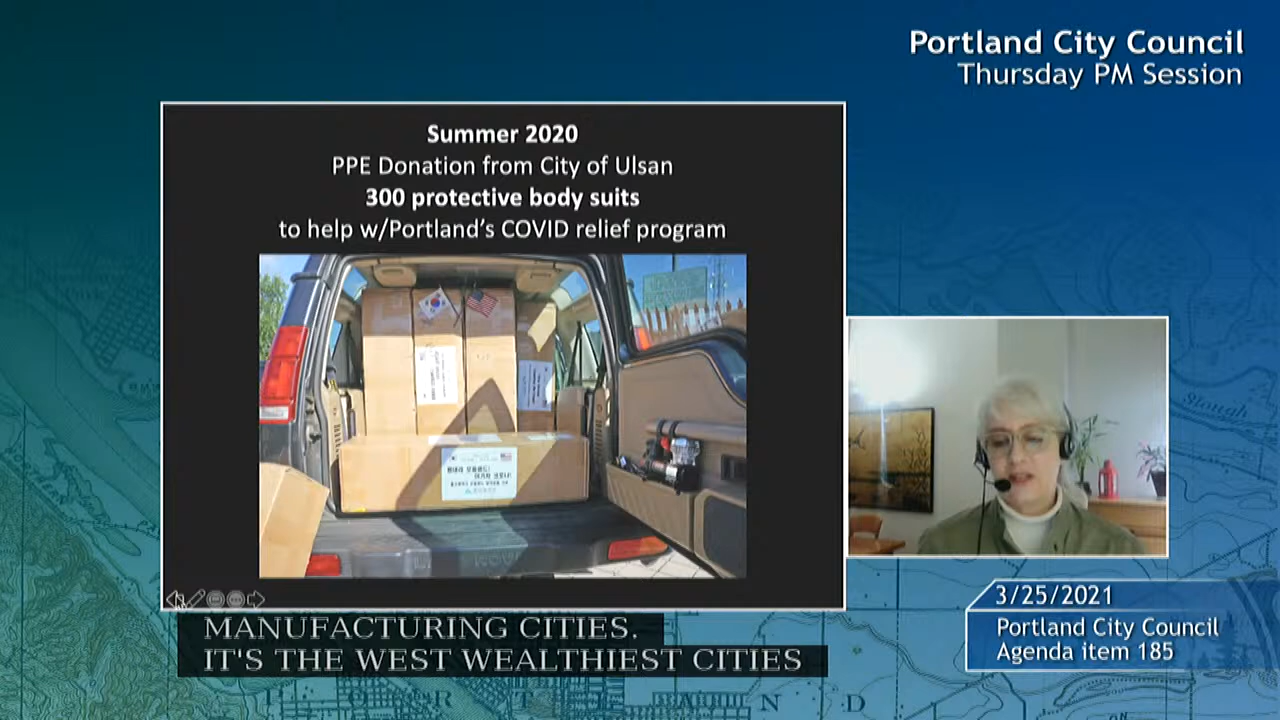 Portland City Council
Thursday PM Session
Summer 2020
PPE Donation from City of Ulsan
300 protective body suits
to help w/Portland's COVID relief program
MANUFACTURING CITIES.
IT'S THE WEST WEALTHIEST CITIES
3/25/2021
Portland City Council
Agenda item 185
Slough